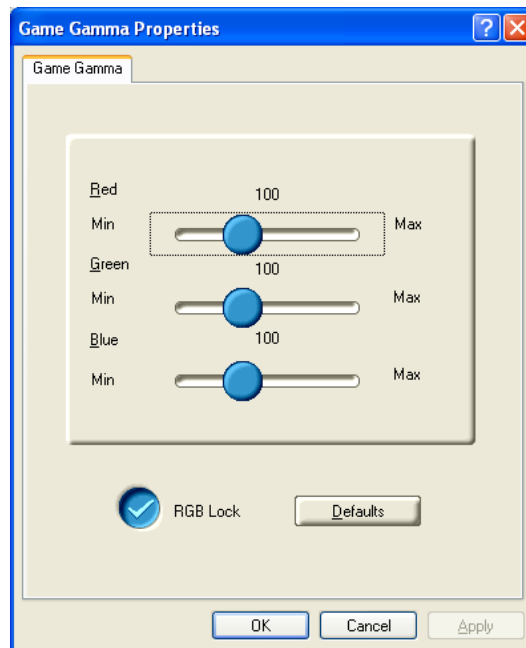 Game Gamma Properties
Game Gamma
Red 100
Min Max
Green 100
Min Max
Blue 100
Min Max
RGB Lock Defaults
OK Cancel Apply